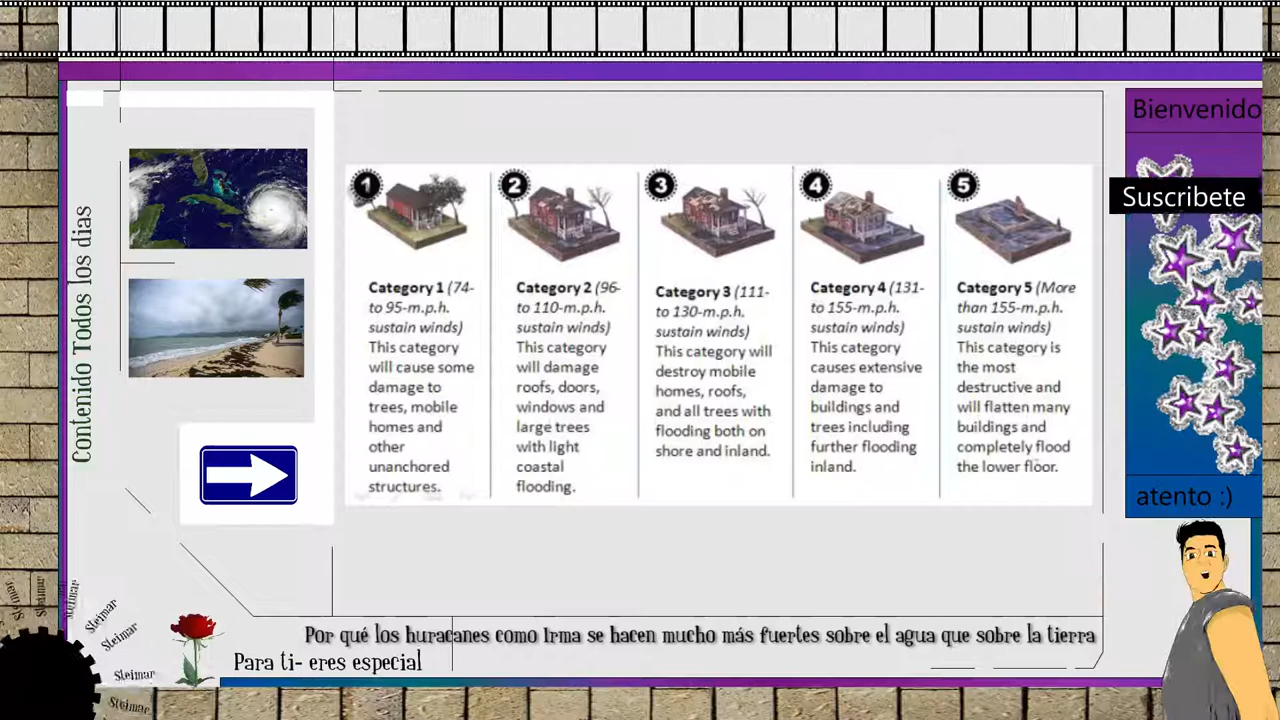 Bienvenido
Suscribete
atento :)
Contenido Todos los dias
1
Category 1 (74-
to 95-m.p.h.
sustain winds)
This category
will cause some
damage to
trees, mobile
homes and
other
unanchored
structures.
2
Category 2 (96-
to 110-m.p.h.
sustain winds)
This category
will damage
roofs, doors,
windows and
large trees
with light
coastal
flooding.
3
Category 3 (111-
to 130-m.p.h.
sustain winds)
This category will
destroy mobile
homes, roofs,
and all trees with
flooding both on
shore and inland.
4
Category 4 (131-
to 155-m.p.h.
sustain winds)
This category
causes extensive
damage to
buildings and
trees including
further flooding
inland.
5
Category 5 (More
than 155-m.p.h.
sustain winds)
This category is
the most
destructive and
will flatten many
buildings and
completely flood
the lower floor.
Por qué los huracanes como Irma se hacen mucho más fuertes sobre el agua que sobre la tierra
Para ti- eres especial
Steimar
Steimar
Steimar
Steimar
Steimar
Steimar
Steimar